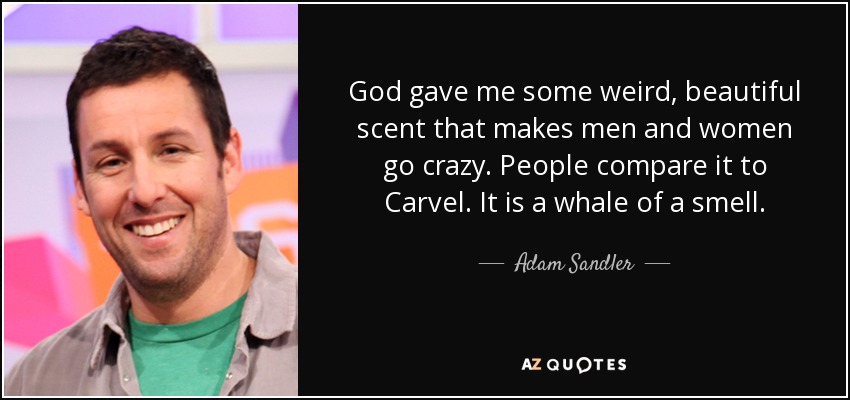 God gave me some weird, beautiful
scent that makes men and women
go crazy. People compare it to
Carvel. It is a whale of a smell.
Adam Sandler
AZ QUOTES